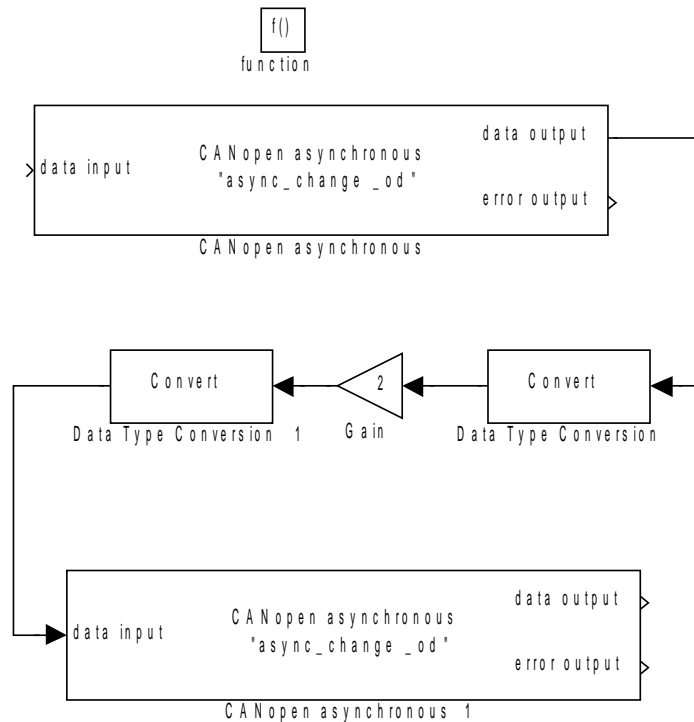 f()
function
data input
CANopen asynchronous
"async_change _od"
data output
error output
CANopen asynchronous
Convert
Data Type Conversion 1
2
Gain
Convert
Data Type Conversion
data input
CANopen asynchronous
"async_change _od"
data output
error output
CANopen asynchronous 1